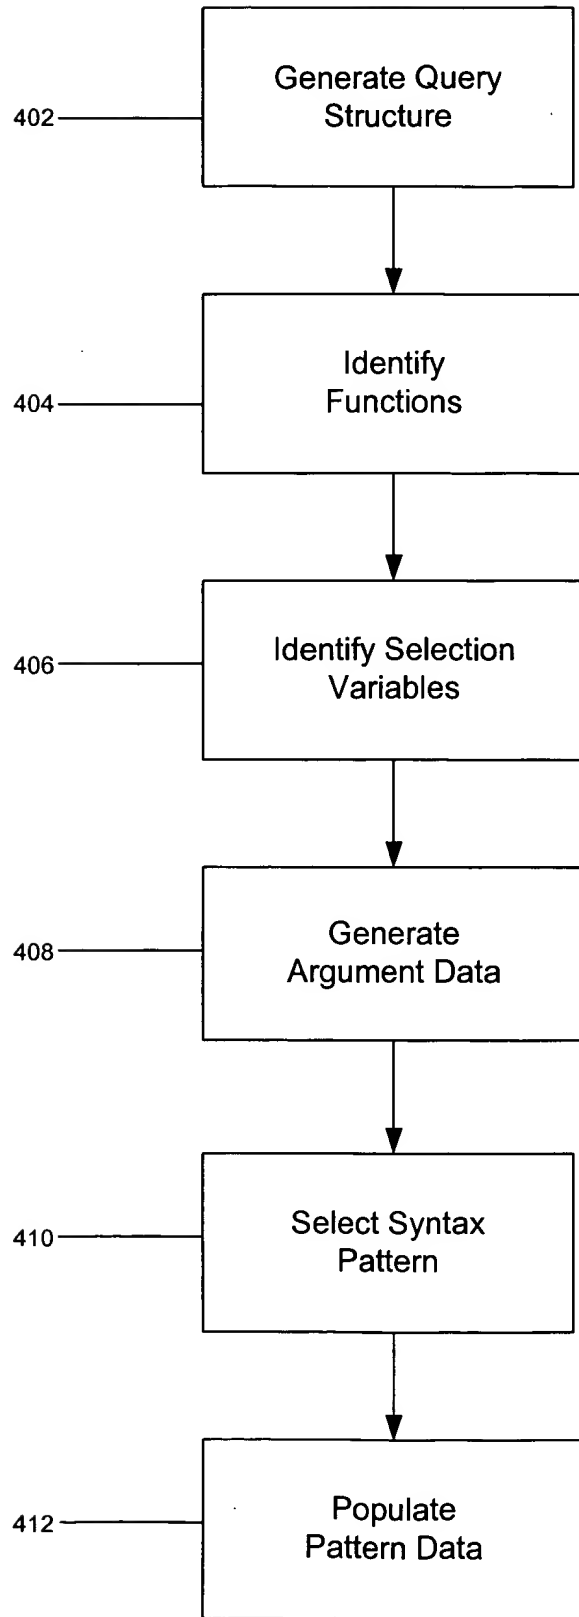 402
Generate Query
Structure
404
Identify
Functions
406
Identify Selection
Variables
408
Generate
Argument Data
410
Select Syntax
Pattern
412
Populate
Pattern Data